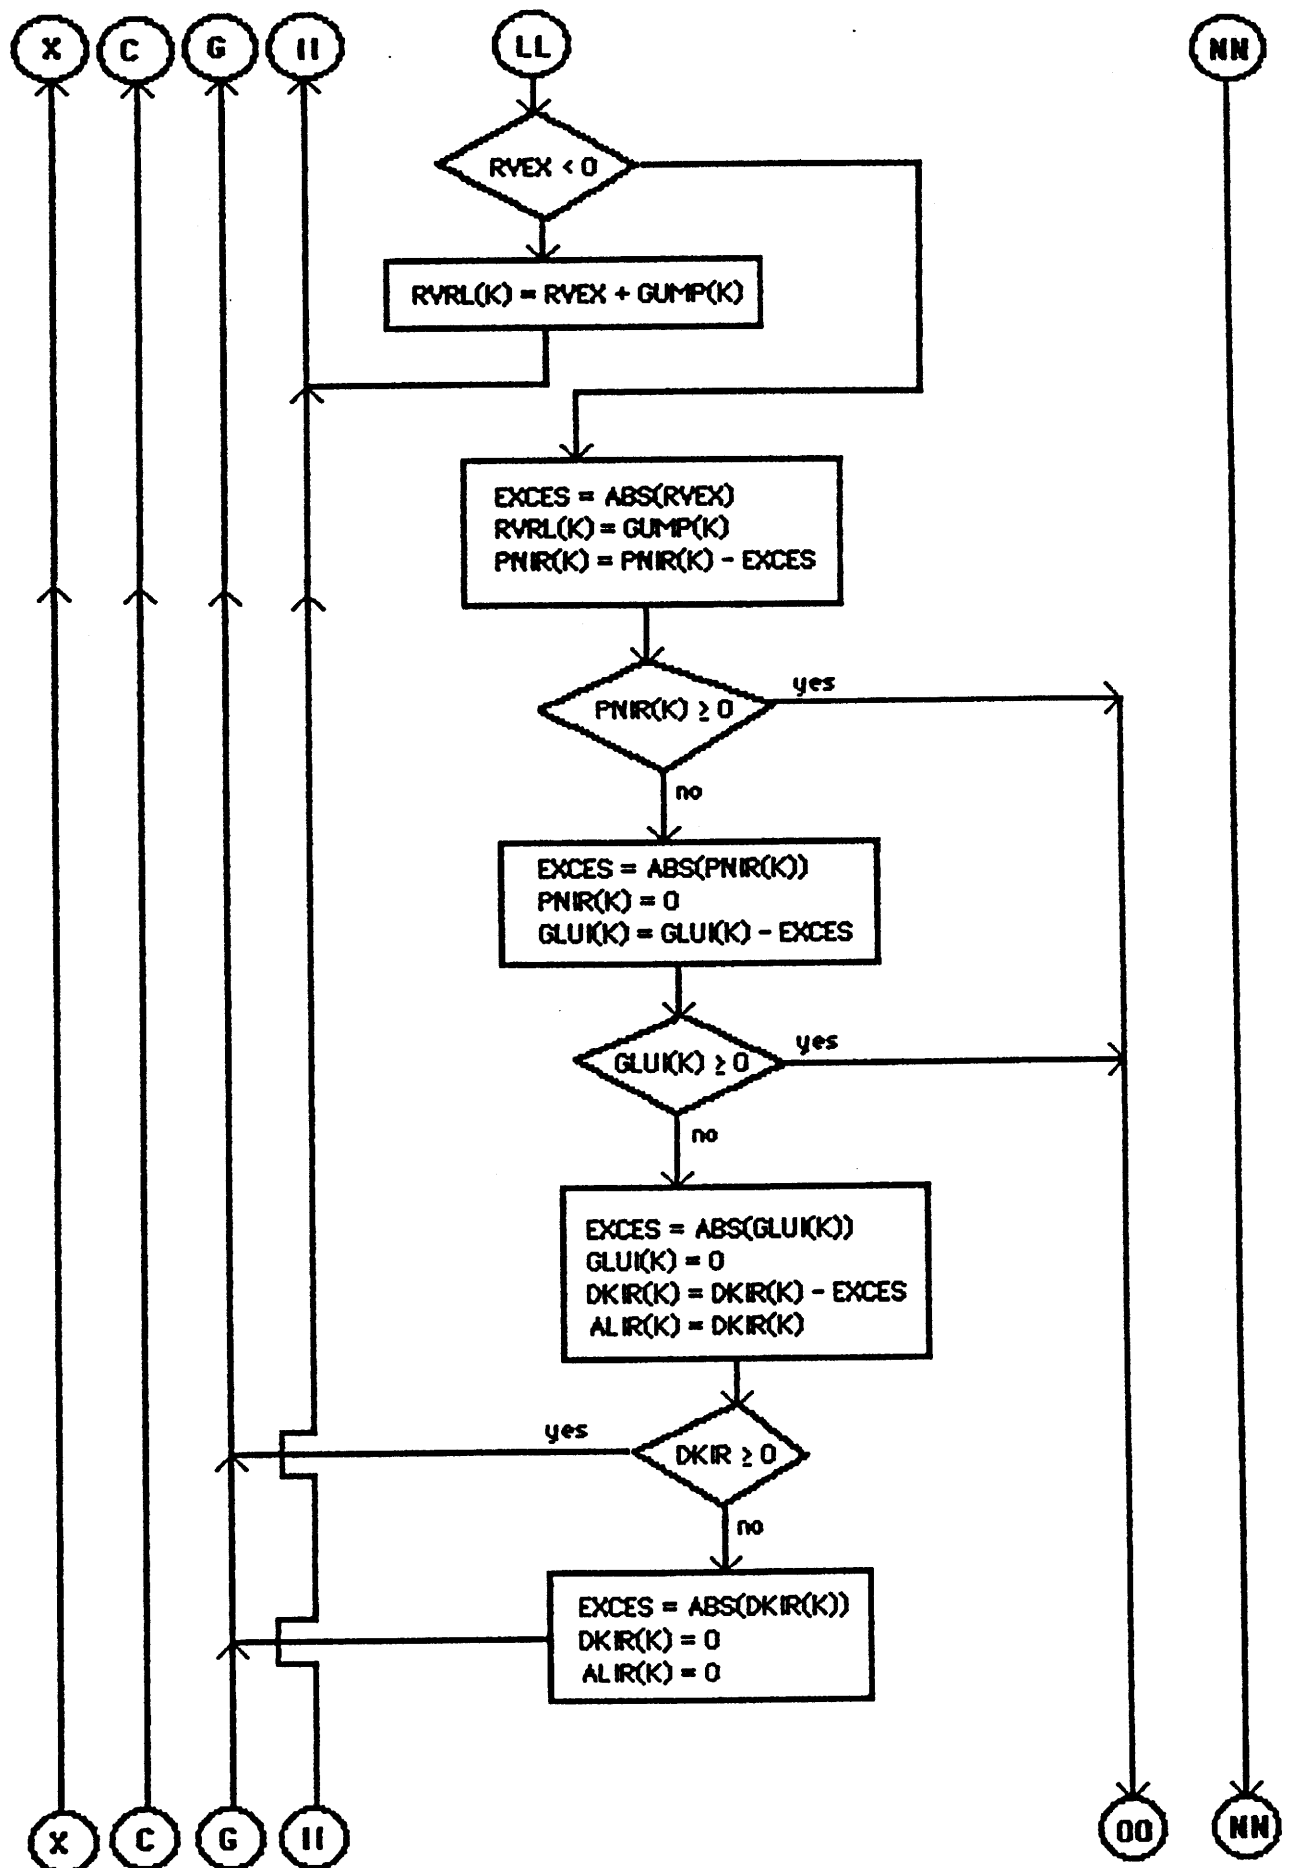 X C G II LL NN
RVEX < 0
RVRL(K) = RVEX + GUMP(K)
EXCES = ABS(RVEX)
RVRL(K) = GUMP(K)
PNIR(K) = PNIR(K) - EXCES
PNIR(K) ≥ 0
yes
no
EXCES = ABS(PNIR(K))
PNIR(K) = 0
GLUI(K) = GLUI(K) - EXCES
GLUI(K) ≥ 0
yes
no
EXCES = ABS(GLUI(K))
GLUI(K) = 0
DKIR(K) = DKIR(K) - EXCES
ALIR(K) = DKIR(K)
yes
DKIR ≥ 0
no
EXCES = ABS(DKIR(K))
DKIR(K) = 0
ALIR(K) = 0
X C G II OO NN